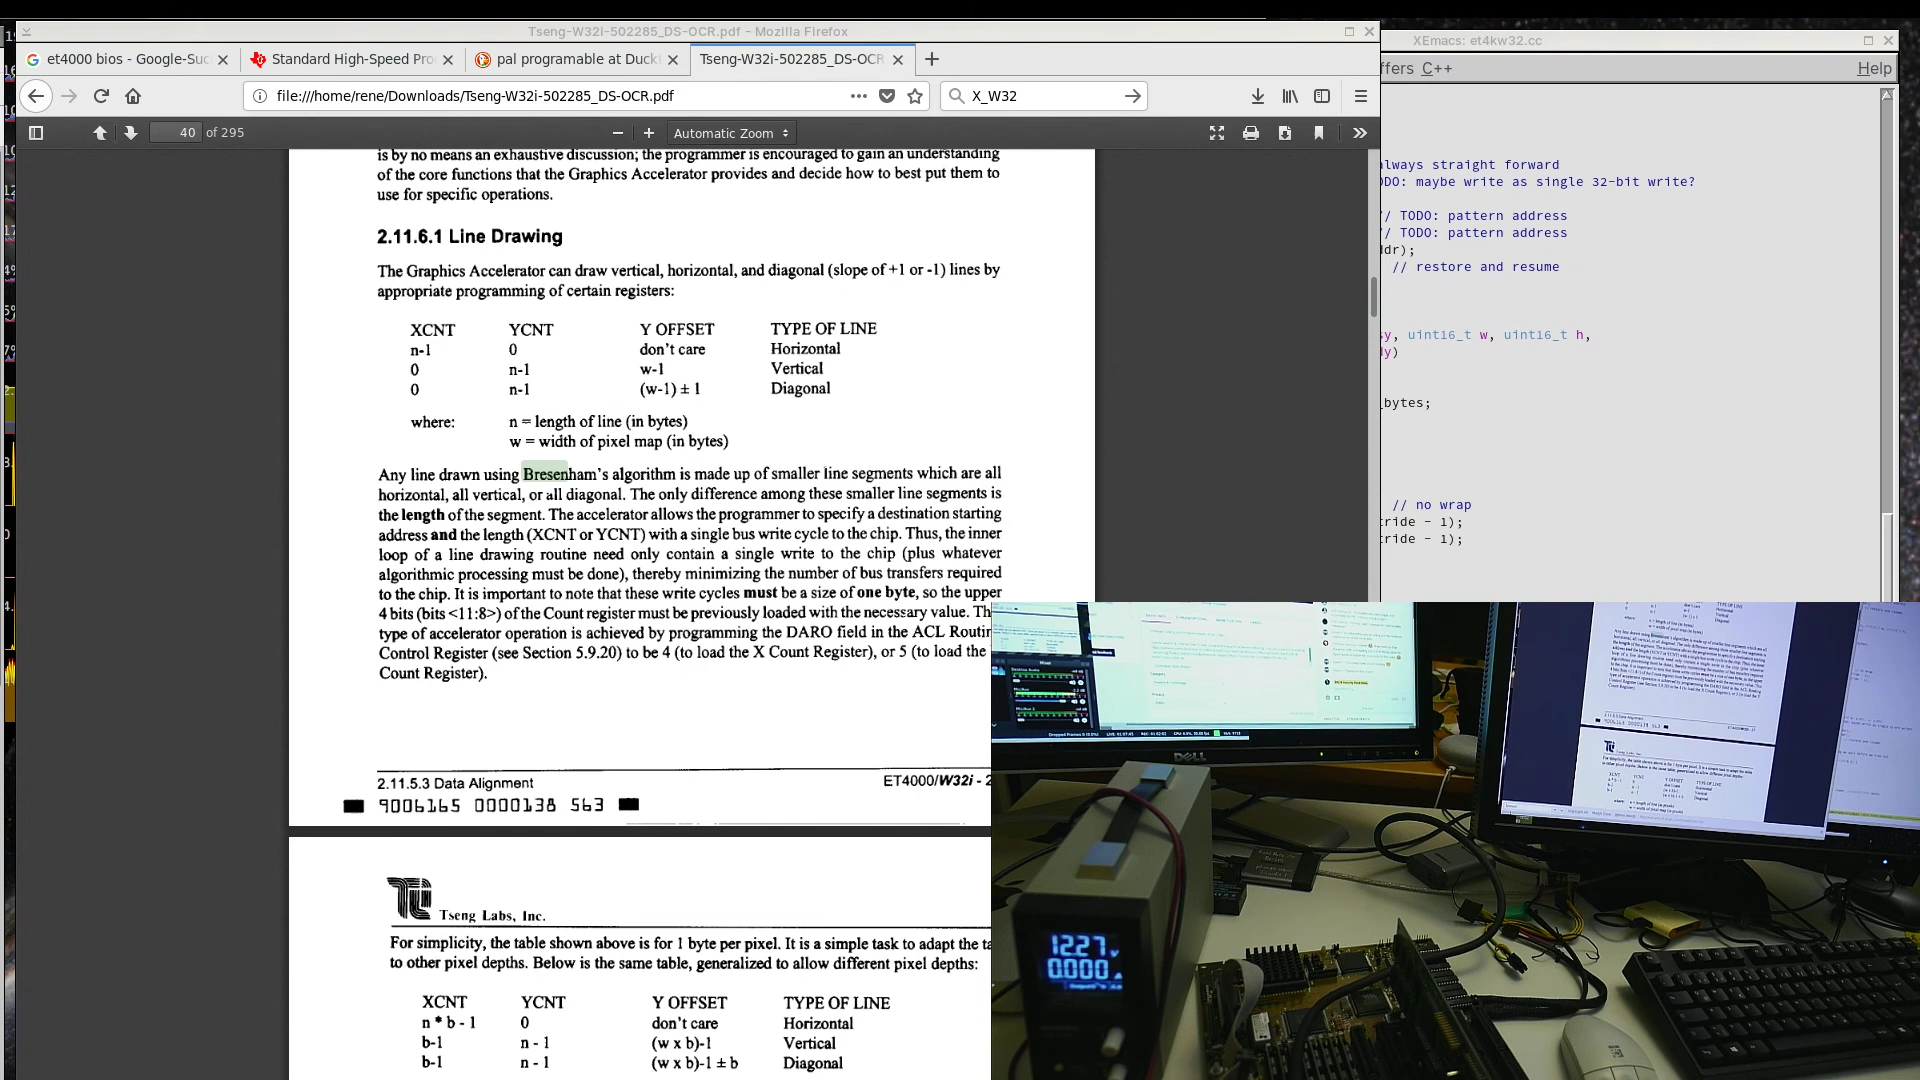 Tseng-W32i-502285_DS-OCR.pdf - Mozilla Firefox
et4000 bios - Google-Suc
Standard High-Speed Pro
pal programable at Duck
Tseng-W32i-502285_DS-OCR
file:///home/rene/Downloads/Tseng-W32i-502285_DS-OCR.pdf
X_W32
40 of 295
Automatic Zoom
is by no means an exhaustive discussion; the programmer is encouraged to gain an understanding
of the core functions that the Graphics Accelerator provides and decide how to best put them to
use for specific operations.
2.11.6.1 Line Drawing
The Graphics Accelerator can draw vertical, horizontal, and diagonal (slope of +1 or -1) lines by
appropriate programming of certain registers:
XCNT YCNT Y OFFSET TYPE OF LINE
n-1 0 don't care Horizontal
0 n-1 w-1 Vertical
0 n-1 (w-1) ± 1 Diagonal
where: n = length of line (in bytes)
w = width of pixel map (in bytes)
Any line drawn using Bresenham's algorithm is made up of smaller line segments which are all
horizontal, all vertical, or all diagonal. The only difference among these smaller line segments is
the length of the segment. The accelerator allows the programmer to specify a destination starting
address and the length (XCNT or YCNT) with a single bus write cycle to the chip. Thus, the inner
loop of a line drawing routine need only contain a single write to the chip (plus whatever
algorithmic processing must be done), thereby minimizing the number of bus transfers required
to the chip. It is important to note that these write cycles must be a size of one byte, so the upper
4 bits (bits <11:8>) of the Count register must be previously loaded with the necessary value. Th
type of accelerator operation is achieved by programming the DARO field in the ACL Routin
Control Register (see Section 5.9.20) to be 4 (to load the X Count Register), or 5 (to load the
Count Register).
2.11.5.3 Data Alignment ET4000/W32i - 2
9006165 0000138 563
Tseng Labs, Inc.
For simplicity, the table shown above is for 1 byte per pixel. It is a simple task to adapt the ta
to other pixel depths. Below is the same table, generalized to allow different pixel depths:
XCNT YCNT Y OFFSET TYPE OF LINE
n * b - 1 0 don't care Horizontal
b-1 n - 1 (w x b)-1 Vertical
b-1 n - 1 (w x b)-1 ± b Diagonal
XEmacs: et4kw32.cc
ffers C++ Help
always straight forward
ODO: maybe write as single 32-bit write?
/ TODO: pattern address
/ TODO: pattern address
ddr);
// restore and resume
sy, uint16_t w, uint16_t h,
dy)
_bytes;
// no wrap
tride - 1);
tride - 1);
DELL
12.27 V
0.000 A